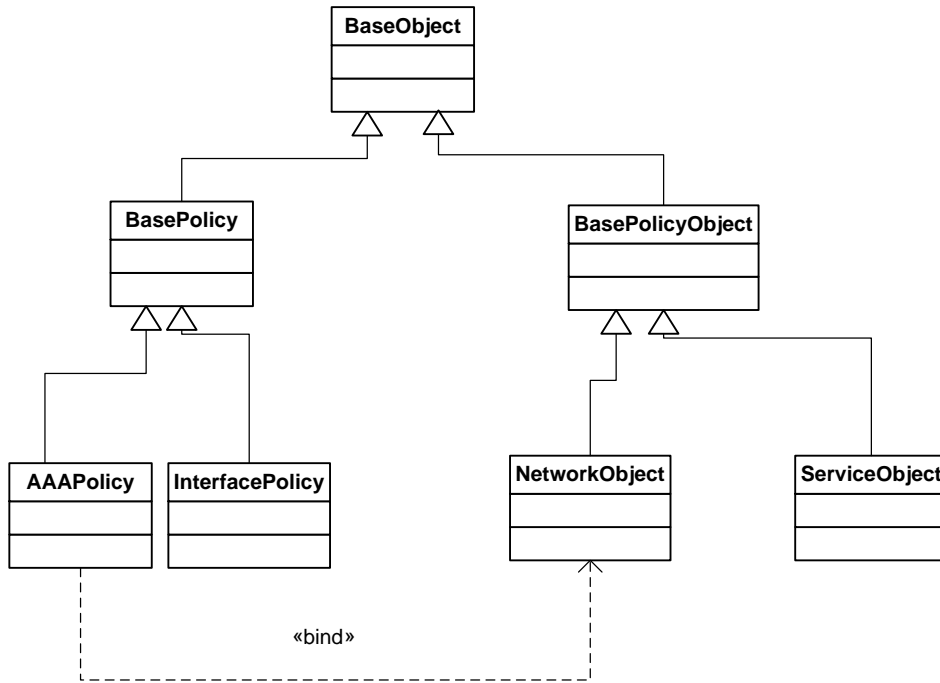 BaseObject
BasePolicy
BasePolicyObject
AAAPolicy
InterfacePolicy
NetworkObject
ServiceObject
«bind»